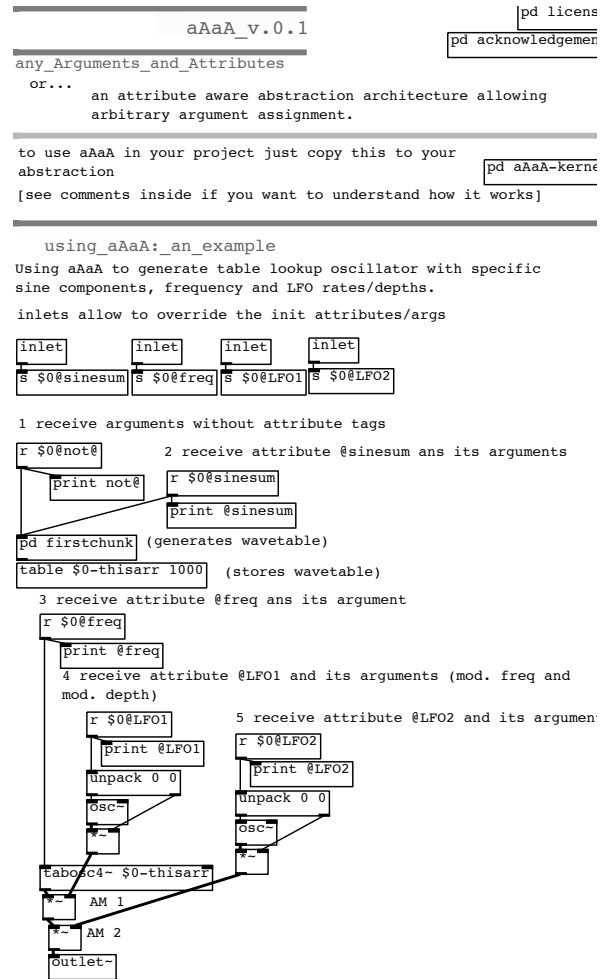 pd licens
aAaA_v.0.1
pd acknowledgemen
any_Arguments_and_Attributes
or...
an attribute aware abstraction architecture allowing
arbitrary argument assignment.
to use aAaA in your project just copy this to your
abstraction
pd aAaA-kerne
[see comments inside if you want to understand how it works]
using_aAaA:_an_example
Using aAaA to generate table lookup oscillator with specific
sine components, frequency and LFO rates/depths.
inlets allow to override the init attributes/args
inlet inlet inlet inlet
s $0@sinesum s $0@freq s $0@LFO1 s $0@LFO2
1 receive arguments without attribute tags
r $0@not@ 2 receive attribute @sinesum ans its arguments
print not@ r $0@sinesum
print @sinesum
pd firstchunk (generates wavetable)
table $0-thisarr 1000 (stores wavetable)
3 receive attribute @freq ans its argument
r $0@freq
print @freq
4 receive attribute @LFO1 and its arguments (mod. freq and
mod. depth)
r $0@LFO1 5 receive attribute @LFO2 and its argument
print @LFO1 r $0@LFO2
unpack 0 0 print @LFO2
osc~ unpack 0 0
*~ osc~
*~
tabosc4~ $0-thisarr
*~ AM 1
*~ AM 2
outlet~